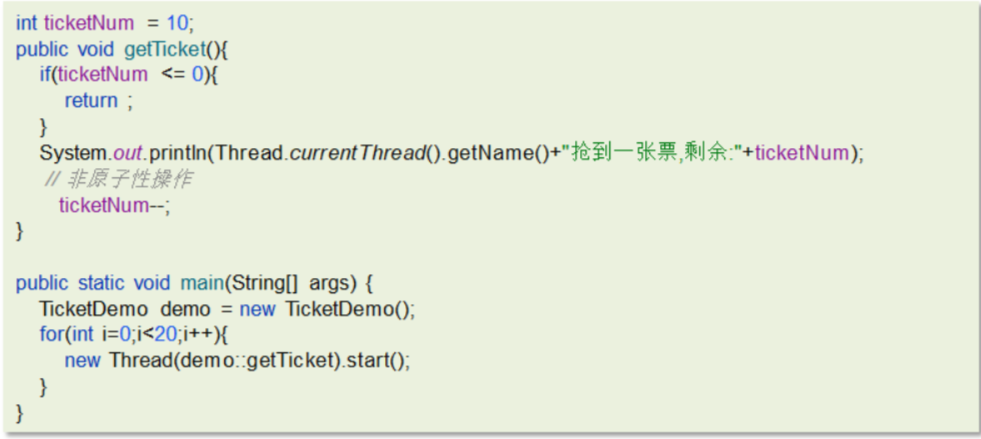 int ticketNum = 10;
public void getTicket(){
if(ticketNum <= 0){
return ;
}
System.out.println(Thread.currentThread().getName()+"抢到一张票,剩余:"+ticketNum);
// 非原子性操作
ticketNum--;
}
public static void main(String[] args) {
TicketDemo demo = new TicketDemo();
for(int i=0;i<20;i++){
new Thread(demo::getTicket).start();
}
}